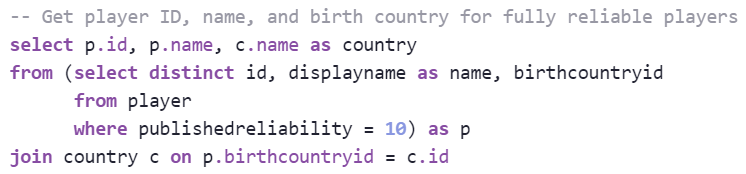 -- Get player ID, name, and birth country for fully reliable players
select p.id, p.name, c.name as country
from (select distinct id, displayname as name, birthcountryid
      from player
      where publishedreliability = 10) as p
join country c on p.birthcountryid = c.id